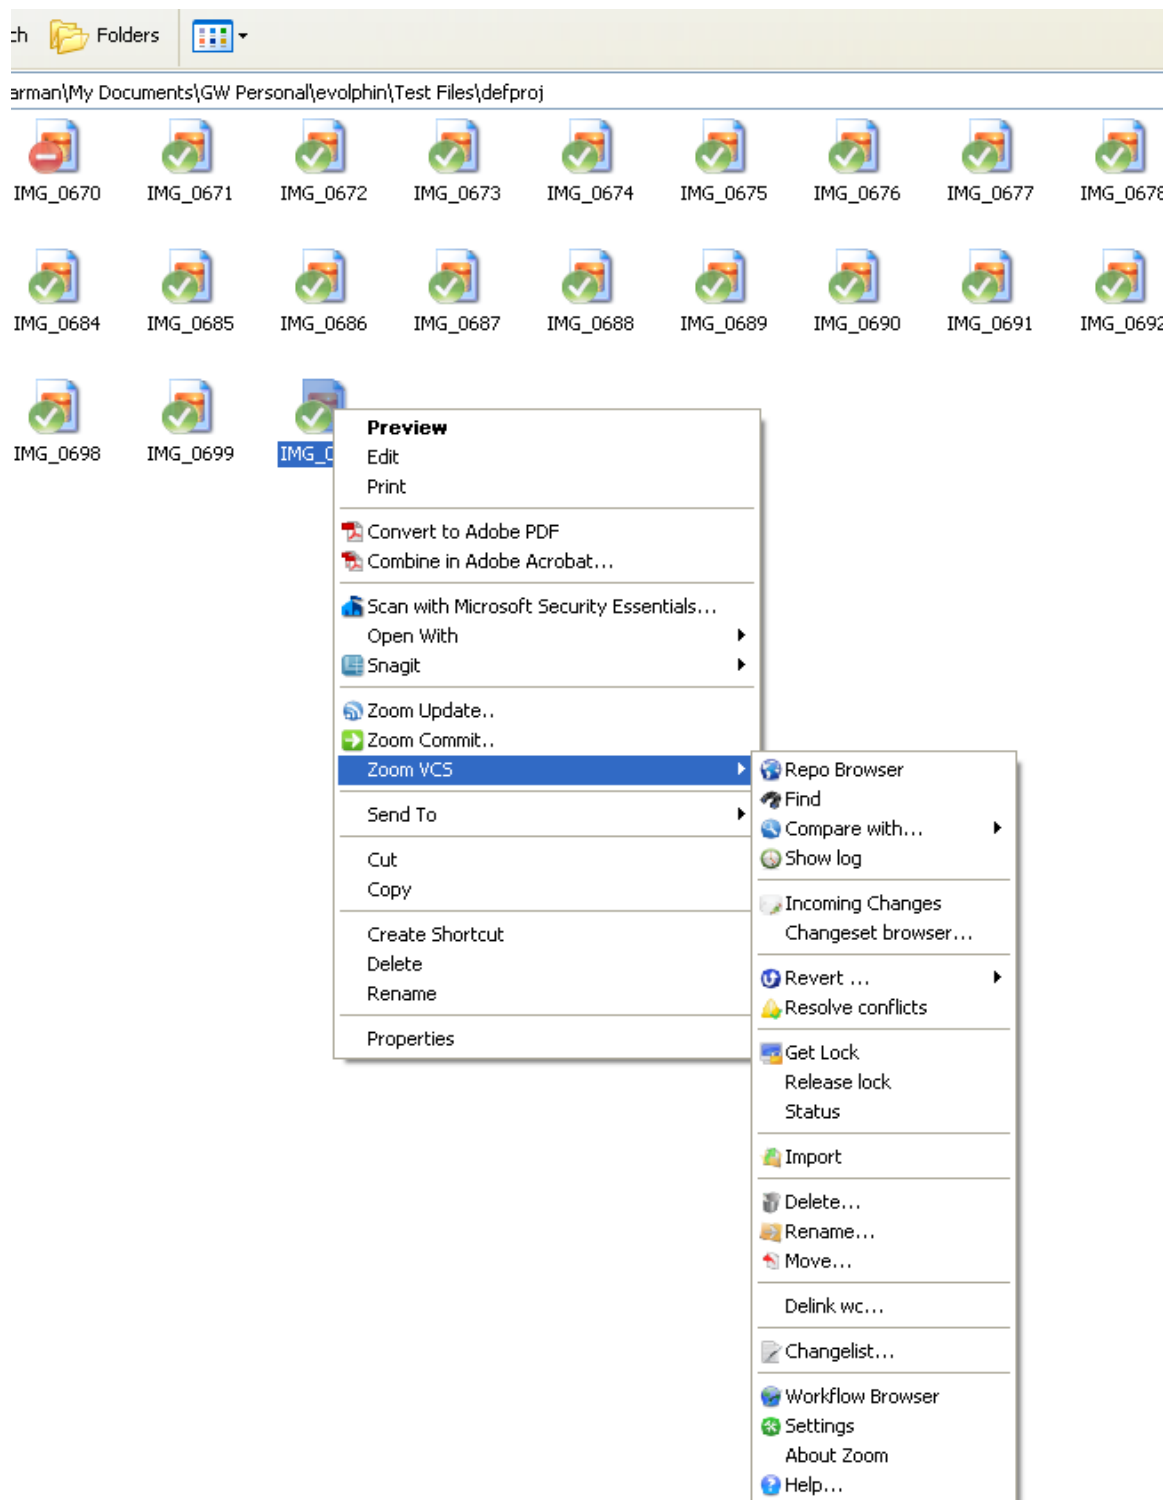 ch Folders
arman\My Documents\GW Personal\evolphin\Test Files\defproj
IMG_0670 IMG_0671 IMG_0672 IMG_0673 IMG_0674 IMG_0675 IMG_0676 IMG_0677 IMG_0678
IMG_0684 IMG_0685 IMG_0686 IMG_0687 IMG_0688 IMG_0689 IMG_0690 IMG_0691 IMG_0692
IMG_0698 IMG_0699 IMG_0
Preview
Edit
Print
Convert to Adobe PDF
Combine in Adobe Acrobat...
Scan with Microsoft Security Essentials...
Open With
Snagit
Zoom Update..
Zoom Commit..
Zoom VCS
Send To
Cut
Copy
Create Shortcut
Delete
Rename
Properties
Repo Browser
Find
Compare with...
Show log
Incoming Changes
Changeset browser...
Revert ...
Resolve conflicts
Get Lock
Release lock
Status
Import
Delete...
Rename...
Move...
Delink wc...
Changelist...
Workflow Browser
Settings
About Zoom
Help...